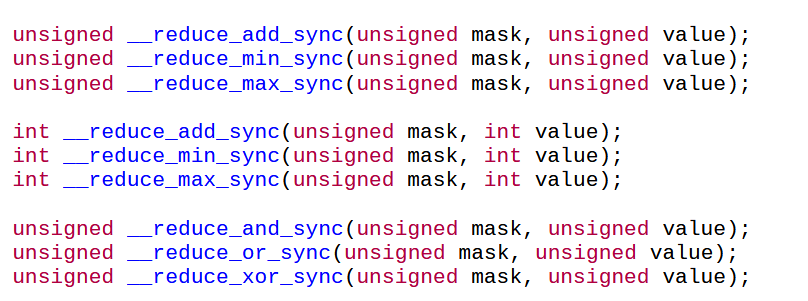 unsigned __reduce_add_sync(unsigned mask, unsigned value);
unsigned __reduce_min_sync(unsigned mask, unsigned value);
unsigned __reduce_max_sync(unsigned mask, unsigned value);
int __reduce_add_sync(unsigned mask, int value);
int __reduce_min_sync(unsigned mask, int value);
int __reduce_max_sync(unsigned mask, int value);
unsigned __reduce_and_sync(unsigned mask, unsigned value);
unsigned __reduce_or_sync(unsigned mask, unsigned value);
unsigned __reduce_xor_sync(unsigned mask, unsigned value);